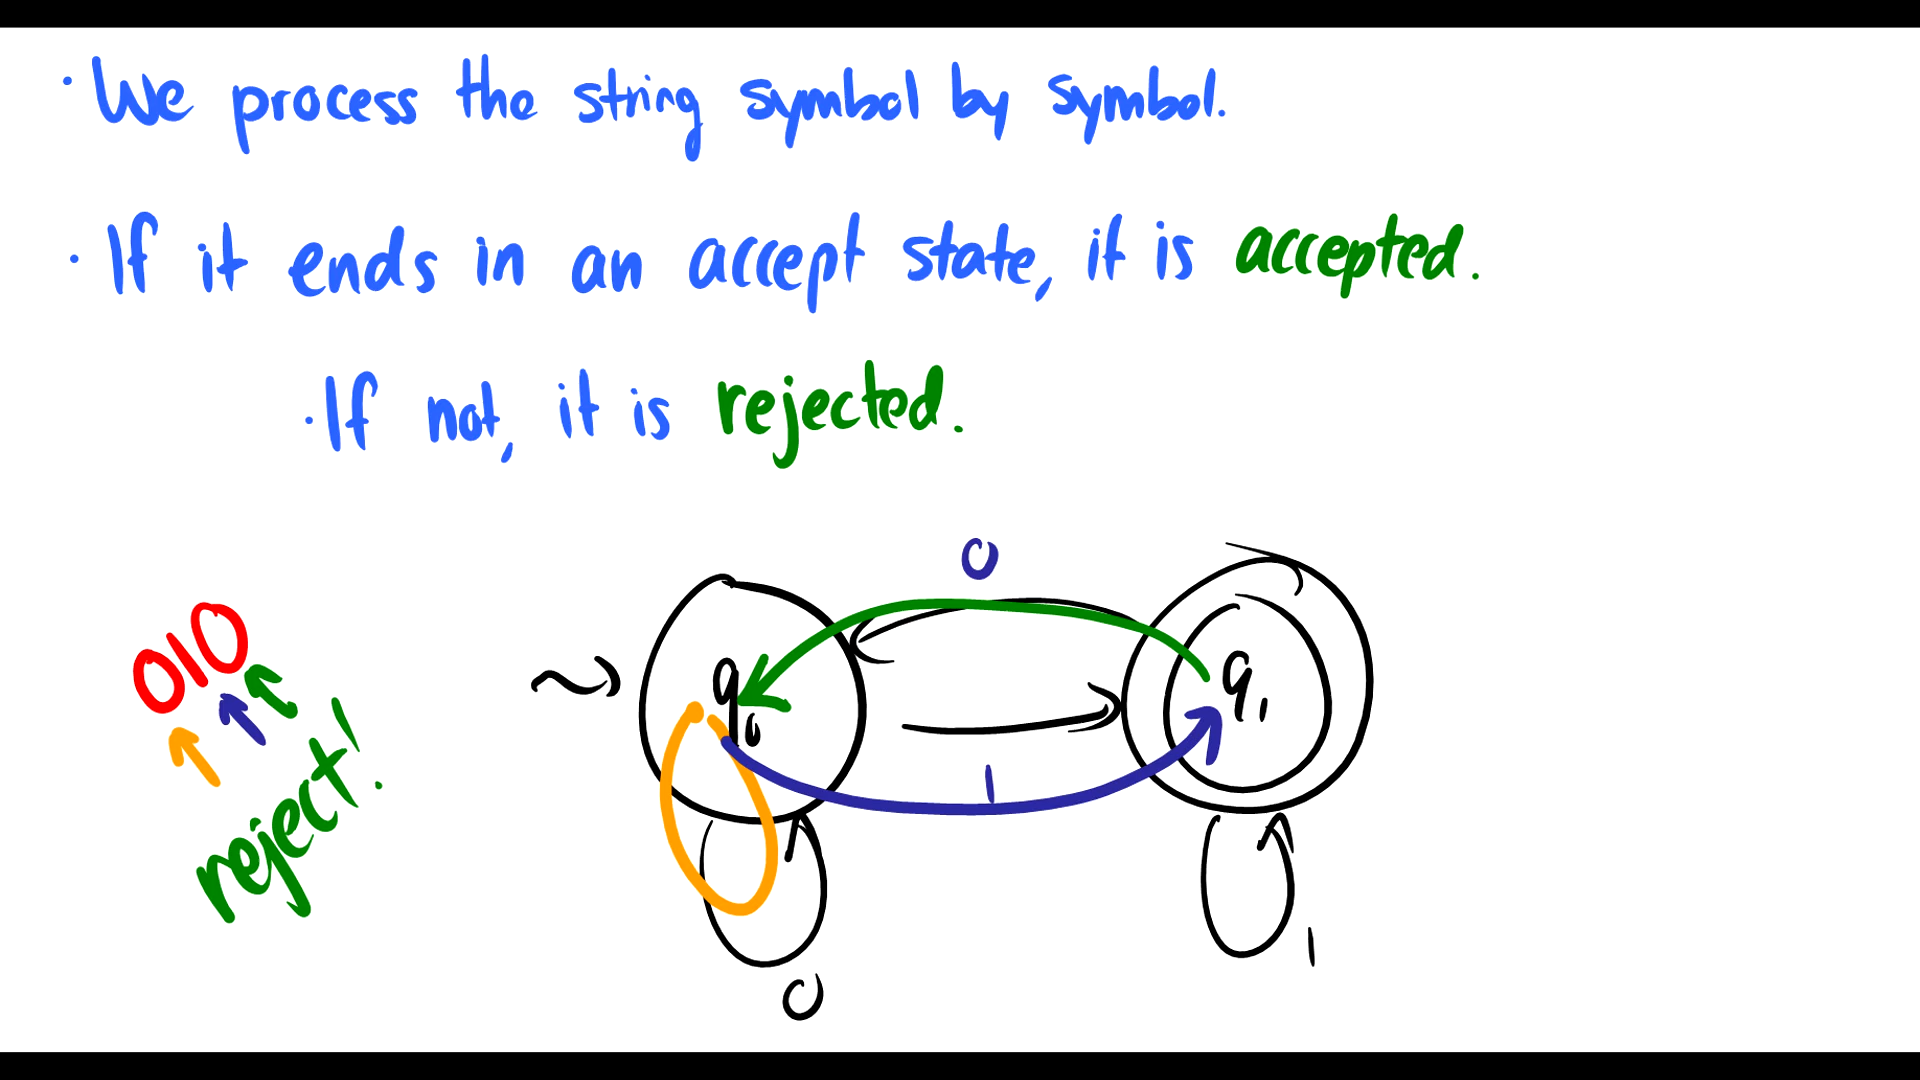 · We process the string symbol by symbol.
· If it ends in an accept state, it is accepted.
· If not, it is rejected.
0
010
q₀
q₁
1
reject!
1
0